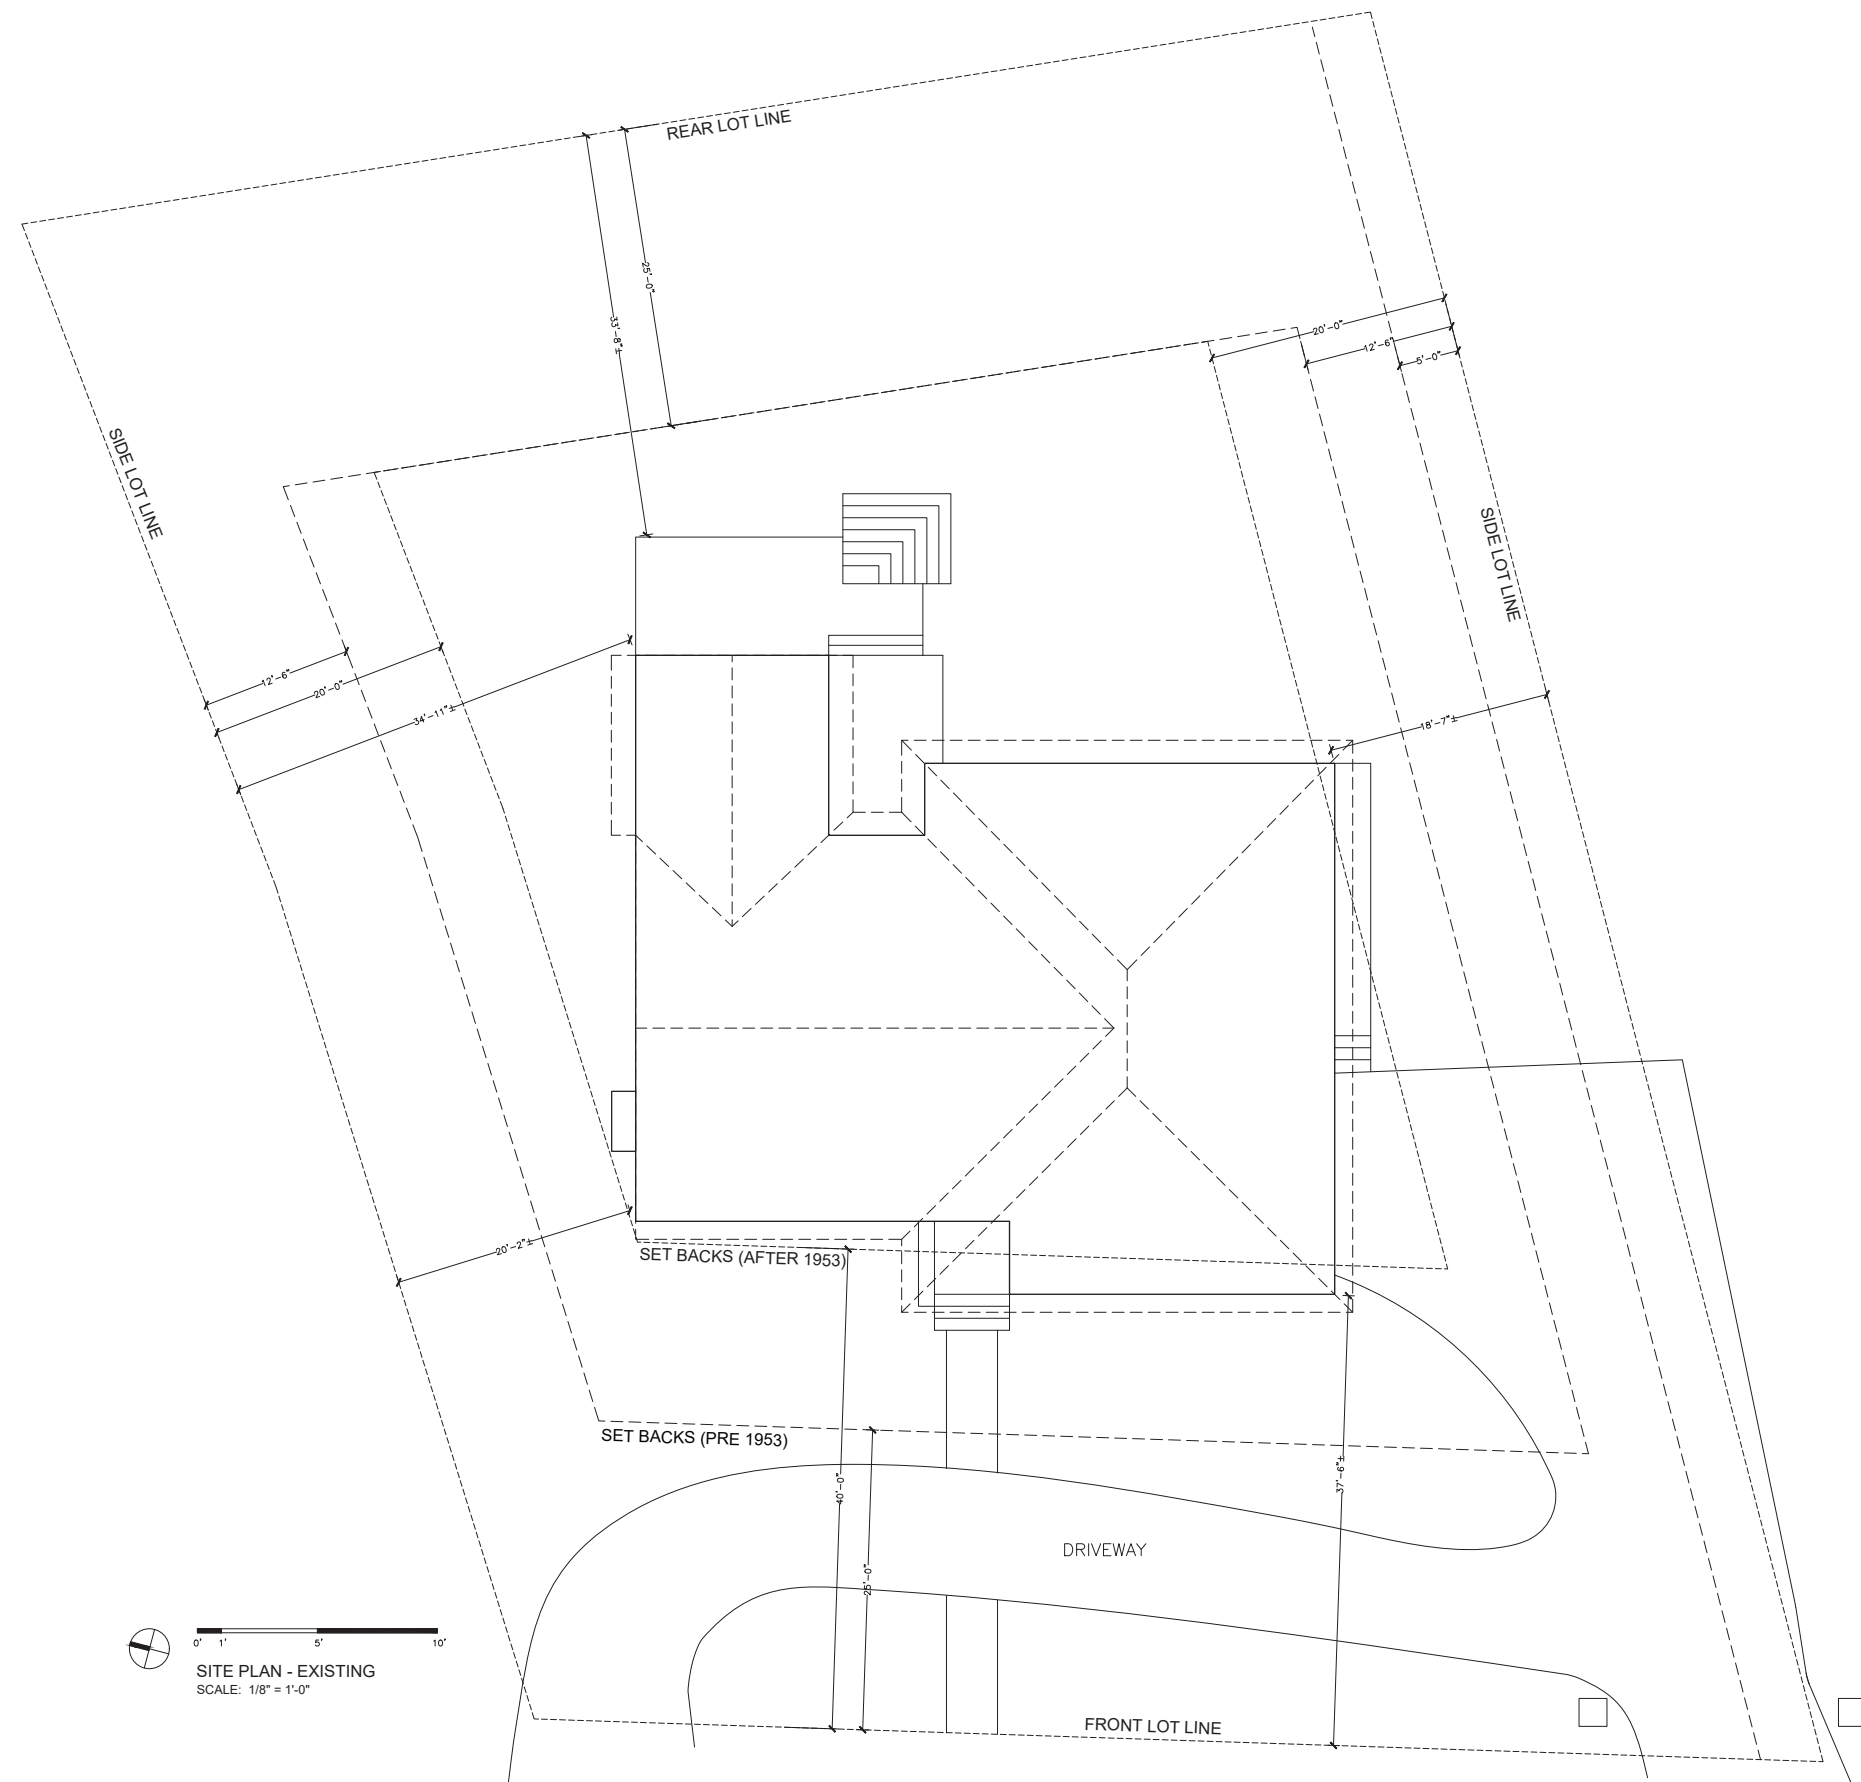 REAR LOT LINE
25'-0"
33'-8"±
20'-0"
12'-6"
5'-0"
SIDE LOT LINE
SIDE LOT LINE
12'-6"
20'-0"
34'-11"±
18'-7"±
20'-2"±
SET BACKS (AFTER 1953)
SET BACKS (PRE 1953)
40'-0"
37'-6"±
DRIVEWAY
25'-0"
0' 1' 5' 10'
SITE PLAN - EXISTING
SCALE: 1/8" = 1'-0"
FRONT LOT LINE